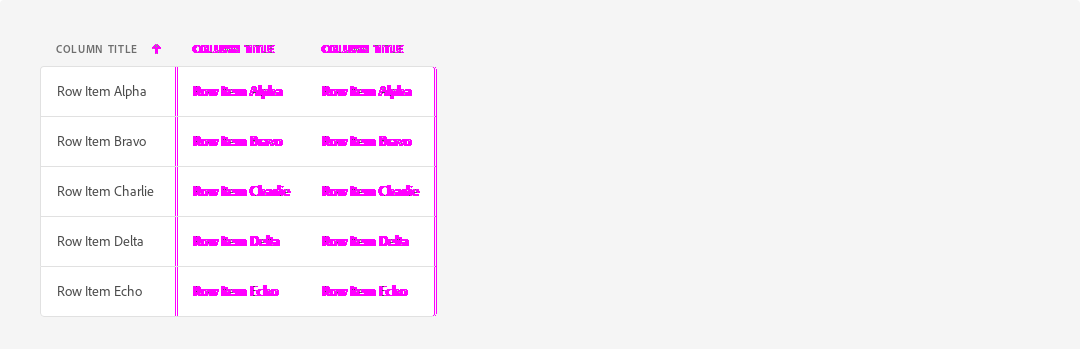 COLUMN TITLE COLUMN TITLE COLUMN TITLE
Row Item Alpha Row Item Alpha Row Item Alpha
Row Item Bravo Row Item Bravo Row Item Bravo
Row Item Charlie Row Item Charlie Row Item Charlie
Row Item Delta Row Item Delta Row Item Delta
Row Item Echo Row Item Echo Row Item Echo